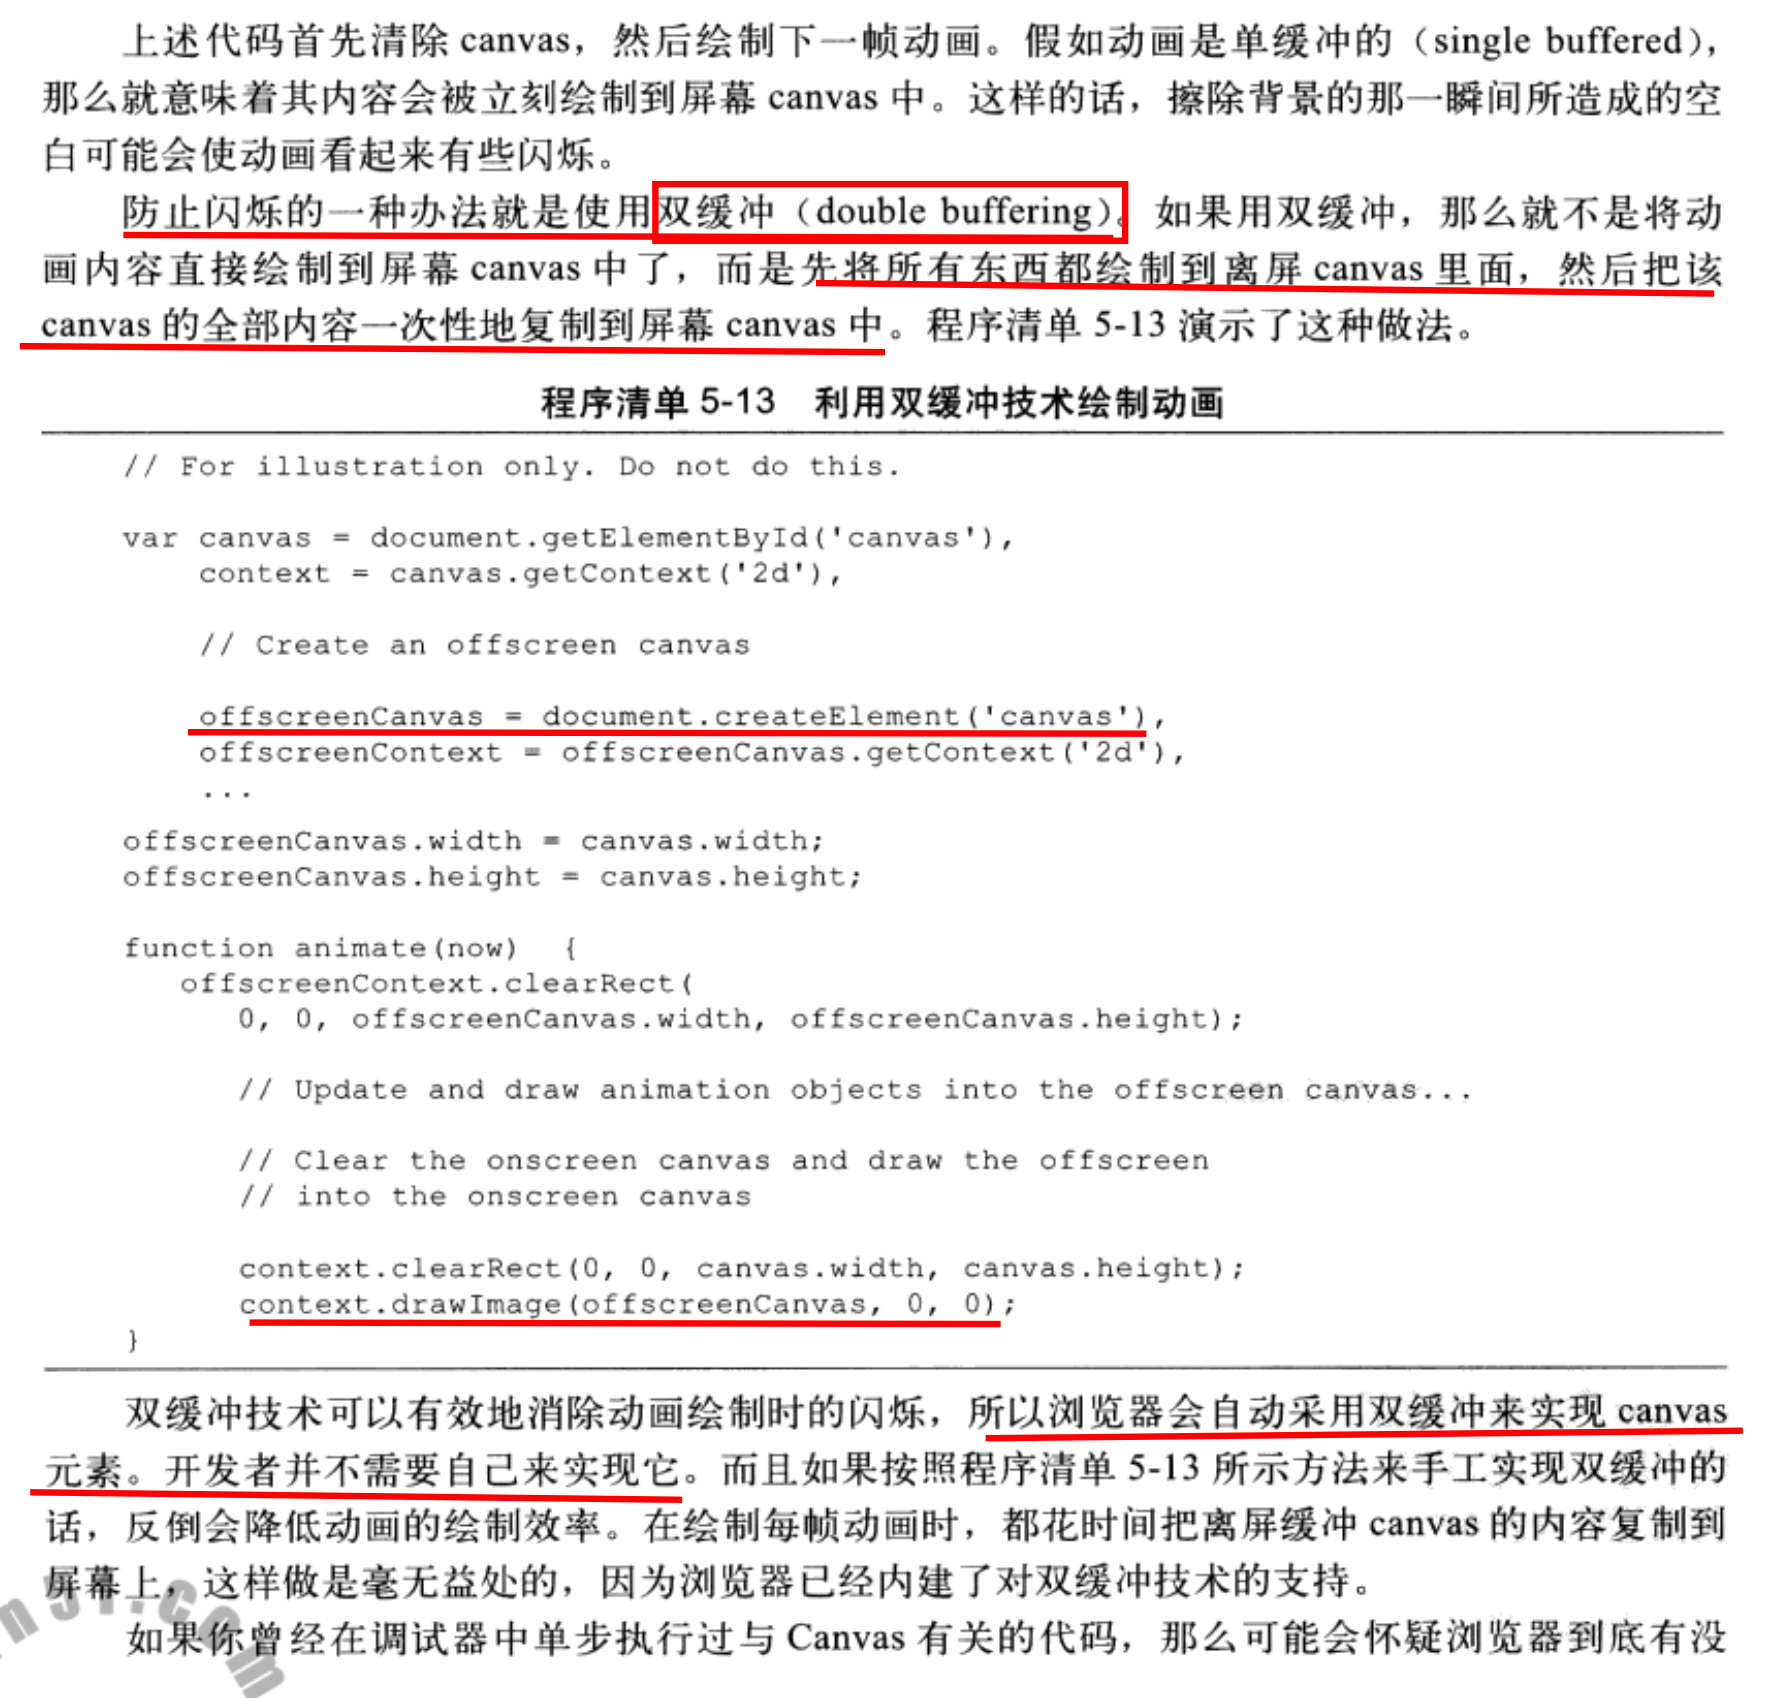 上述代码首先清除 canvas，然后绘制下一帧动画。假如动画是单缓冲的（single buffered），
那么就意味着其内容会被立刻绘制到屏幕 canvas 中。这样的话，擦除背景的那一瞬间所造成的空
白可能会使动画看起来有些闪烁。
防止闪烁的一种办法就是使用双缓冲（double buffering）。如果用双缓冲，那么就不是将动
画内容直接绘制到屏幕 canvas 中了，而是先将所有东西都绘制到离屏 canvas 里面，然后把该
canvas 的全部内容一次性地复制到屏幕 canvas 中。程序清单 5-13 演示了这种做法。
程序清单 5-13 利用双缓冲技术绘制动画
// For illustration only. Do not do this.
var canvas = document.getElementById('canvas'),
context = canvas.getContext('2d'),
// Create an offscreen canvas
offscreenCanvas = document.createElement('canvas'),
offscreenContext = offscreenCanvas.getContext('2d'),
...
offscreenCanvas.width = canvas.width;
offscreenCanvas.height = canvas.height;
function animate(now) {
offscreenContext.clearRect(
0, 0, offscreenCanvas.width, offscreenCanvas.height);
// Update and draw animation objects into the offscreen canvas...
// Clear the onscreen canvas and draw the offscreen
// into the onscreen canvas
context.clearRect(0, 0, canvas.width, canvas.height);
context.drawImage(offscreenCanvas, 0, 0);
}
双缓冲技术可以有效地消除动画绘制时的闪烁，所以浏览器会自动采用双缓冲来实现 canvas
元素。开发者并不需要自己来实现它。而且如果按照程序清单 5-13 所示方法来手工实现双缓冲的
话，反倒会降低动画的绘制效率。在绘制每帧动画时，都花时间把离屏缓冲 canvas 的内容复制到
屏幕上，这样做是毫无益处的，因为浏览器已经内建了对双缓冲技术的支持。
如果你曾经在调试器中单步执行过与 Canvas 有关的代码，那么可能会怀疑浏览器到底有没